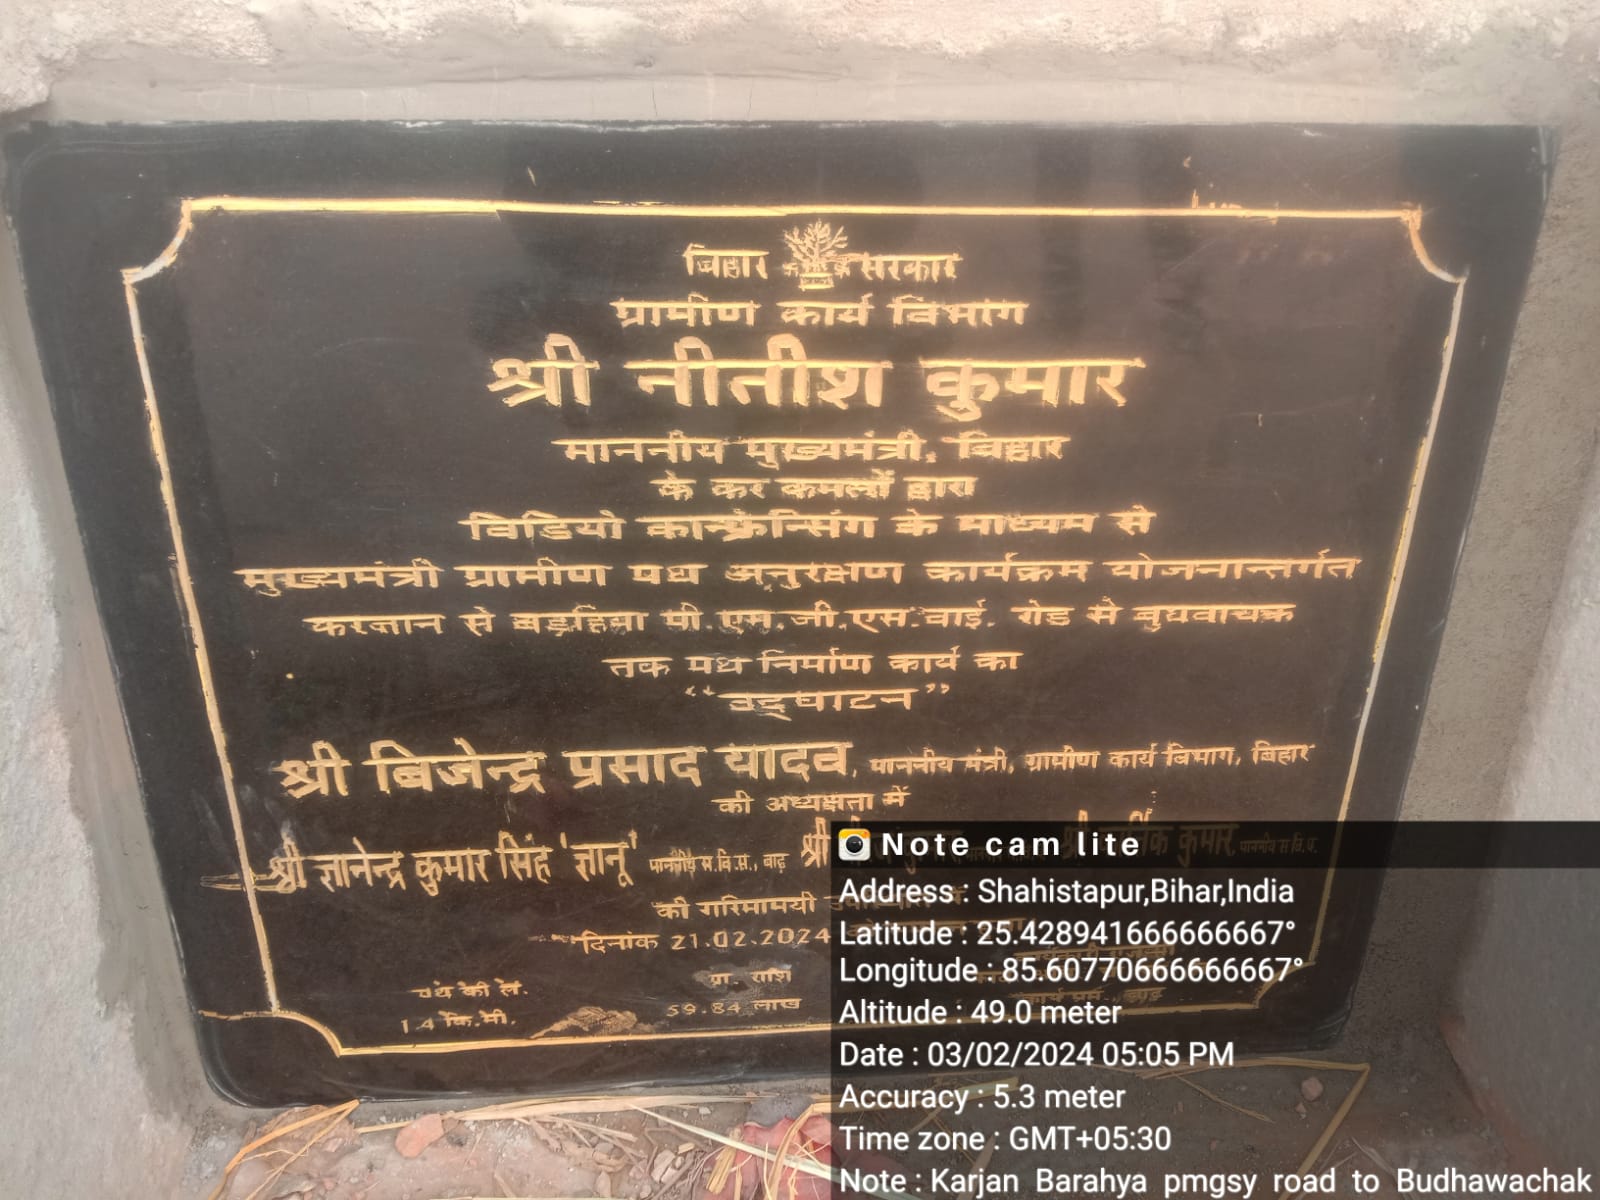 बिहार सरकार
ग्रामीण कार्य विभाग
श्री नीतीश कुमार
माननीय मुख्यमंत्री, बिहार
के कर कमलों द्वारा
विडियो कान्फ्रेन्सिंग के माध्यम से
मुख्यमंत्री ग्रामीण पथ अनुरक्षण कार्यक्रम योजनान्तर्गत
करजान से बड़हिया पी.एम.जी.एस.वाई. रोड से बुधवाचक
तक पथ निर्माण कार्य का
“उद्घाटन”
श्री बिजेन्द्र प्रसाद यादव, माननीय मंत्री, ग्रामीण कार्य विभाग, बिहार
की अध्यक्षता में
श्री ज्ञानेन्द्र कुमार सिंह 'ज्ञानू' माननीय स.वि.स., बाढ़ श्री कुमार, माननीय स.वि.प.
की गरिमामयी
दिनांक 21.02.2024
पथ की लं.
1.4 कि.मी.
प्रा. राशि
59.84 लाख
Note cam lite
Address : Shahistapur,Bihar,India
Latitude : 25.428941666666667°
Longitude : 85.60770666666667°
Altitude : 49.0 meter
Date : 03/02/2024 05:05 PM
Accuracy : 5.3 meter
Time zone : GMT+05:30
Note : Karjan Barahya pmgsy road to Budhawachak